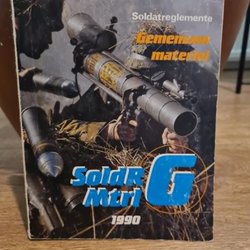 Soldatreglemente
Gemensam
materiel
SoldR
Mtrl G
1990